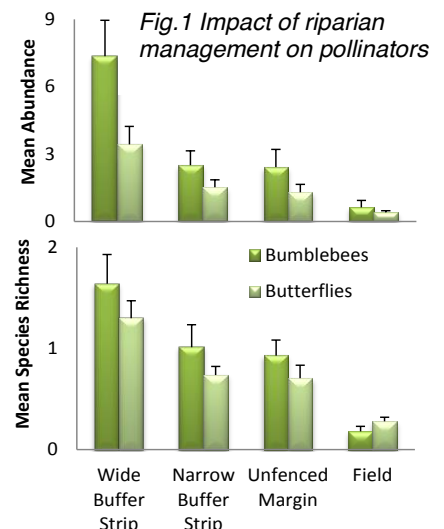 Fig.1 Impact of riparian
management on pollinators
9
6
3
0
Mean Abundance
2
1
0
Mean Species Richness
Bumblebees
Butterflies
Wide Buffer Strip
Narrow Buffer Strip
Unfenced Margin
Field